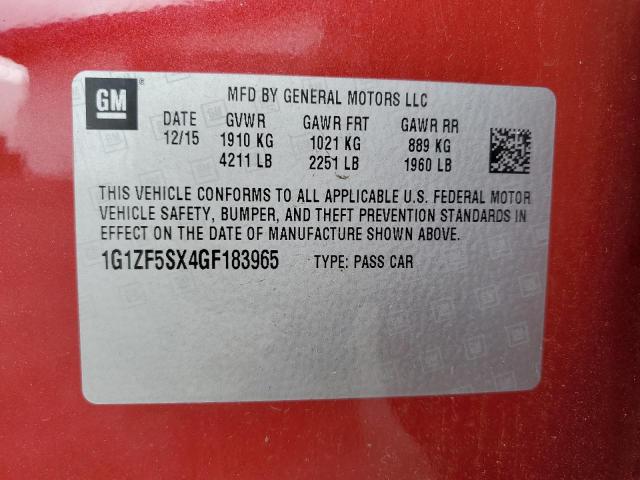 GM ®
MFD BY GENERAL MOTORS LLC
DATE GVWR GAWR FRT GAWR RR
12/15 1910 KG 1021 KG 889 KG
4211 LB 2251 LB 1960 LB
THIS VEHICLE CONFORMS TO ALL APPLICABLE U.S. FEDERAL MOTOR
VEHICLE SAFETY, BUMPER, AND THEFT PREVENTION STANDARDS IN
EFFECT ON THE DATE OF MANUFACTURE SHOWN ABOVE.
1G1ZF5SX4GF183965 TYPE: PASS CAR